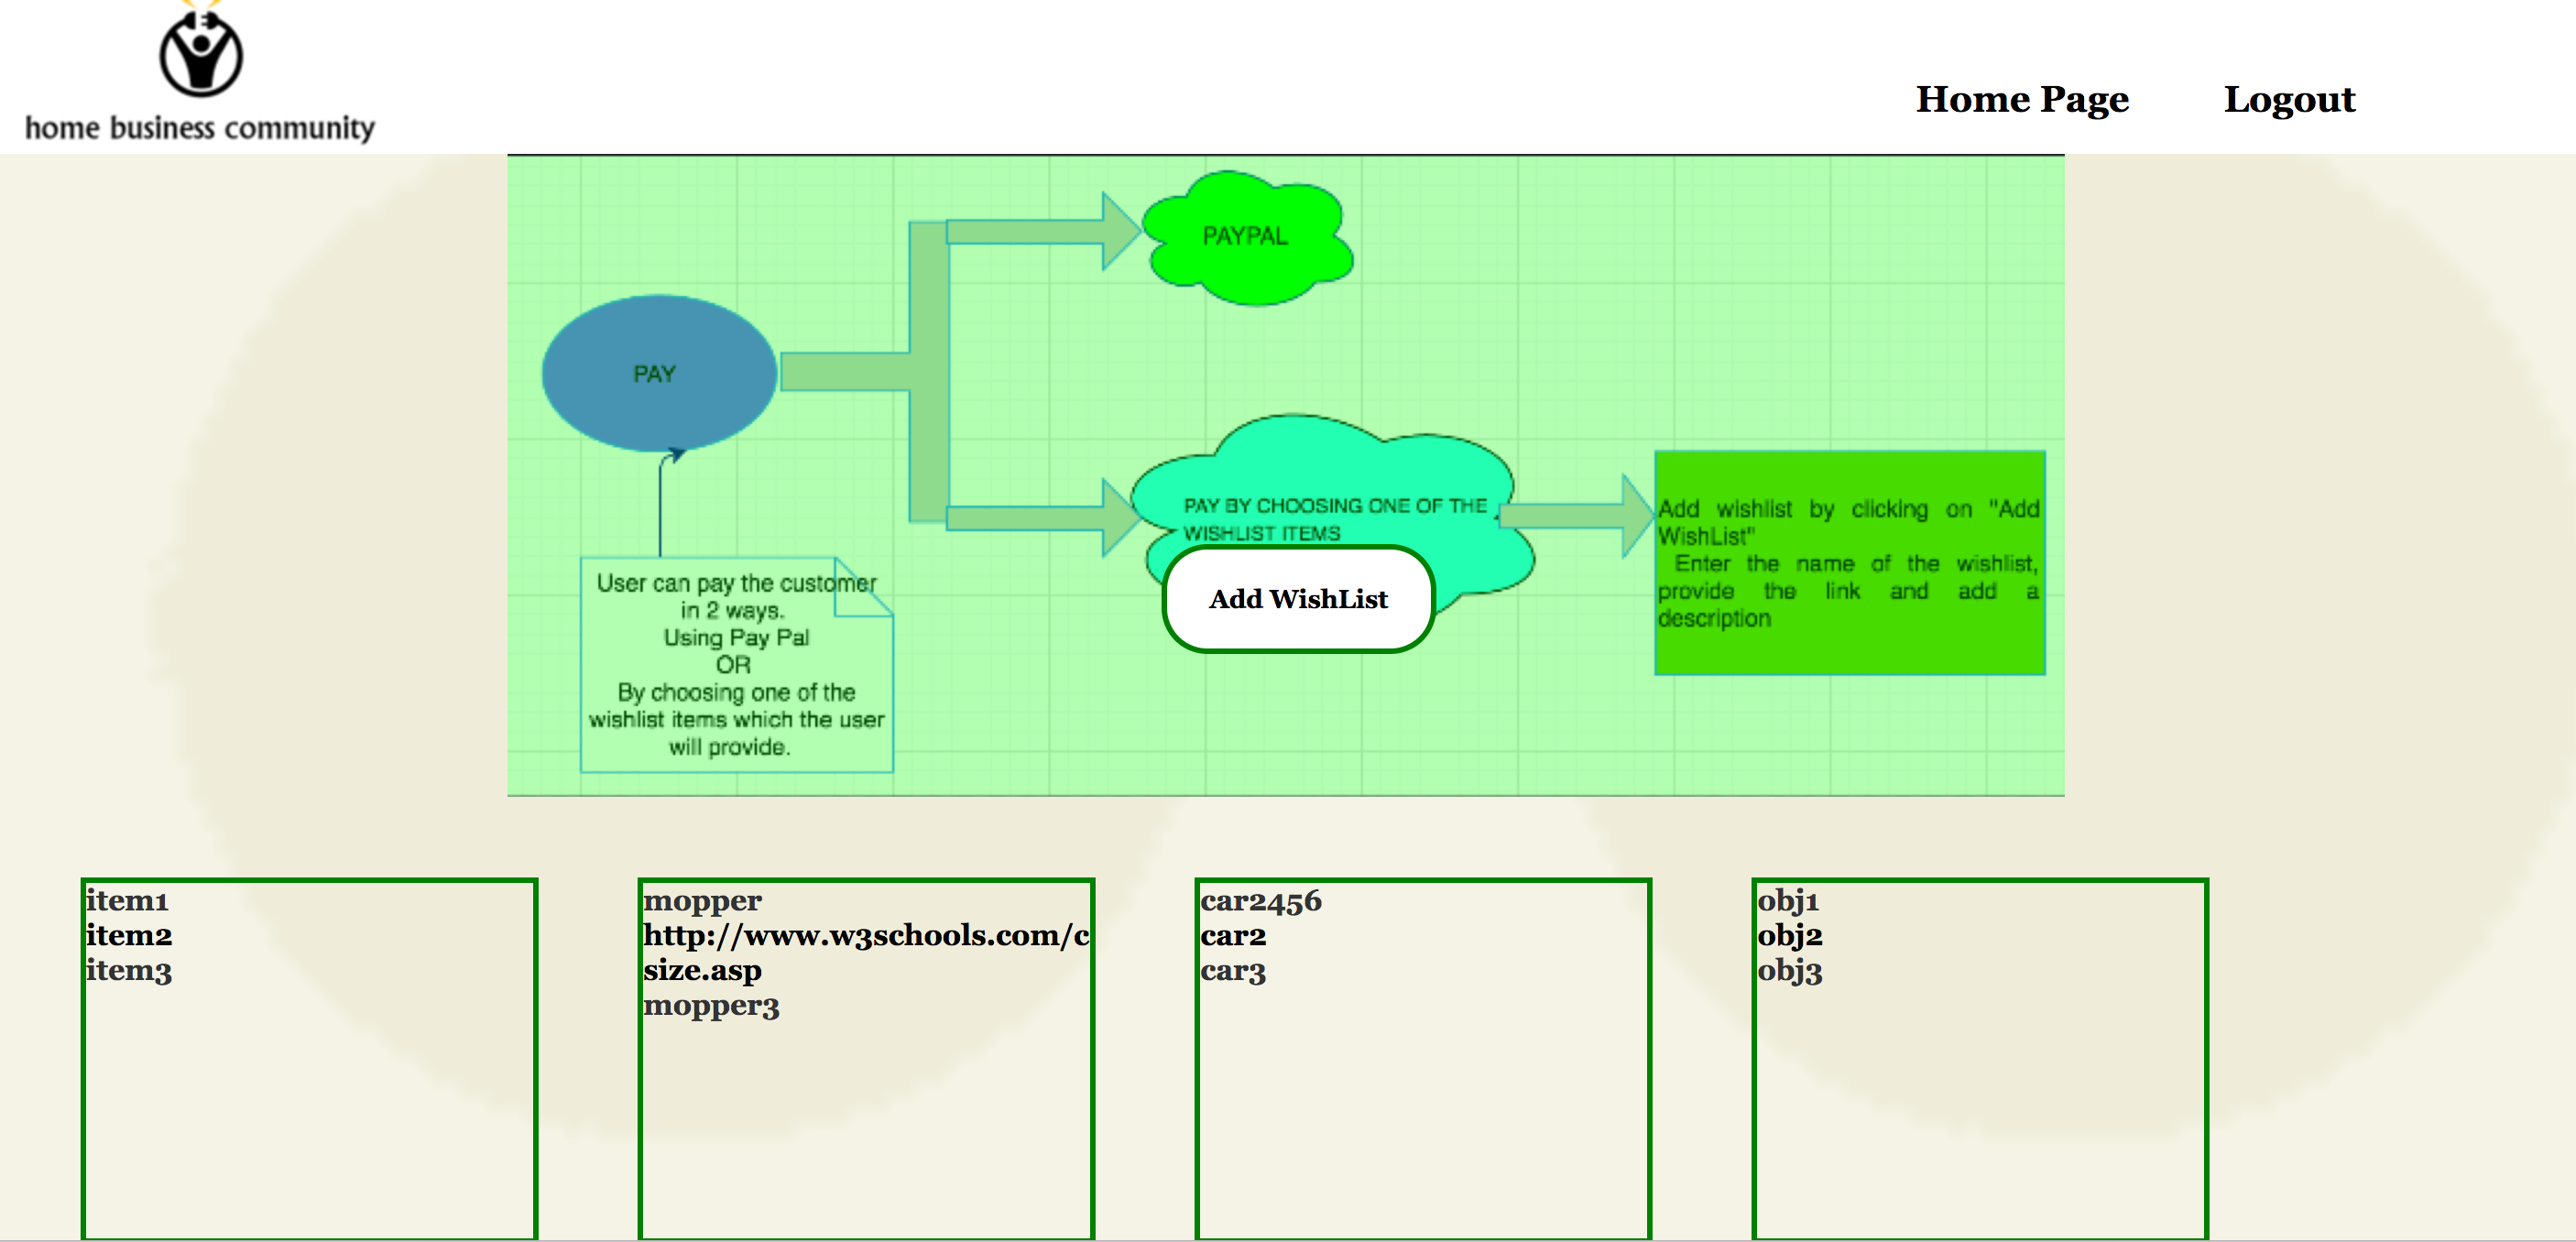 home business community
Home Page
Logout
PAYPAL
PAY
PAY BY CHOOSING ONE OF THE
WISHLIST ITEMS
Add WishList
Add wishlist by clicking on "Add
WishList"
Enter the name of the wishlist,
provide the link and add a
description
User can pay the customer
in 2 ways.
Using Pay Pal
OR
By choosing one of the
wishlist items which the user
will provide.
item1
item2
item3
mopper
http://www.w3schools.com/c
size.asp
mopper3
car2456
car2
car3
obj1
obj2
obj3